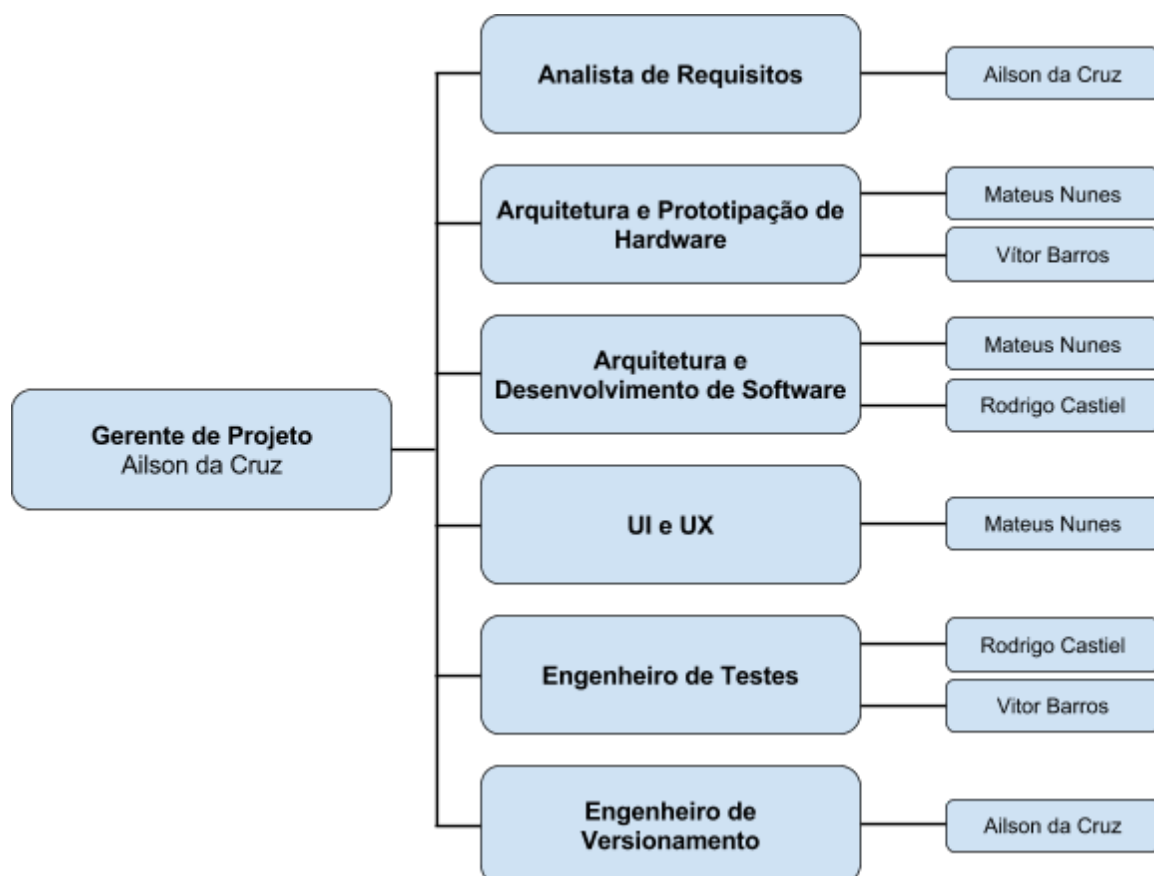 Analista de Requisitos
Ailson da Cruz
Arquitetura e Prototipação de
Hardware
Mateus Nunes
Vítor Barros
Arquitetura e
Desenvolvimento de Software
Mateus Nunes
Rodrigo Castiel
Gerente de Projeto
Ailson da Cruz
UI e UX
Mateus Nunes
Engenheiro de Testes
Rodrigo Castiel
Vitor Barros
Engenheiro de
Versionamento
Ailson da Cruz